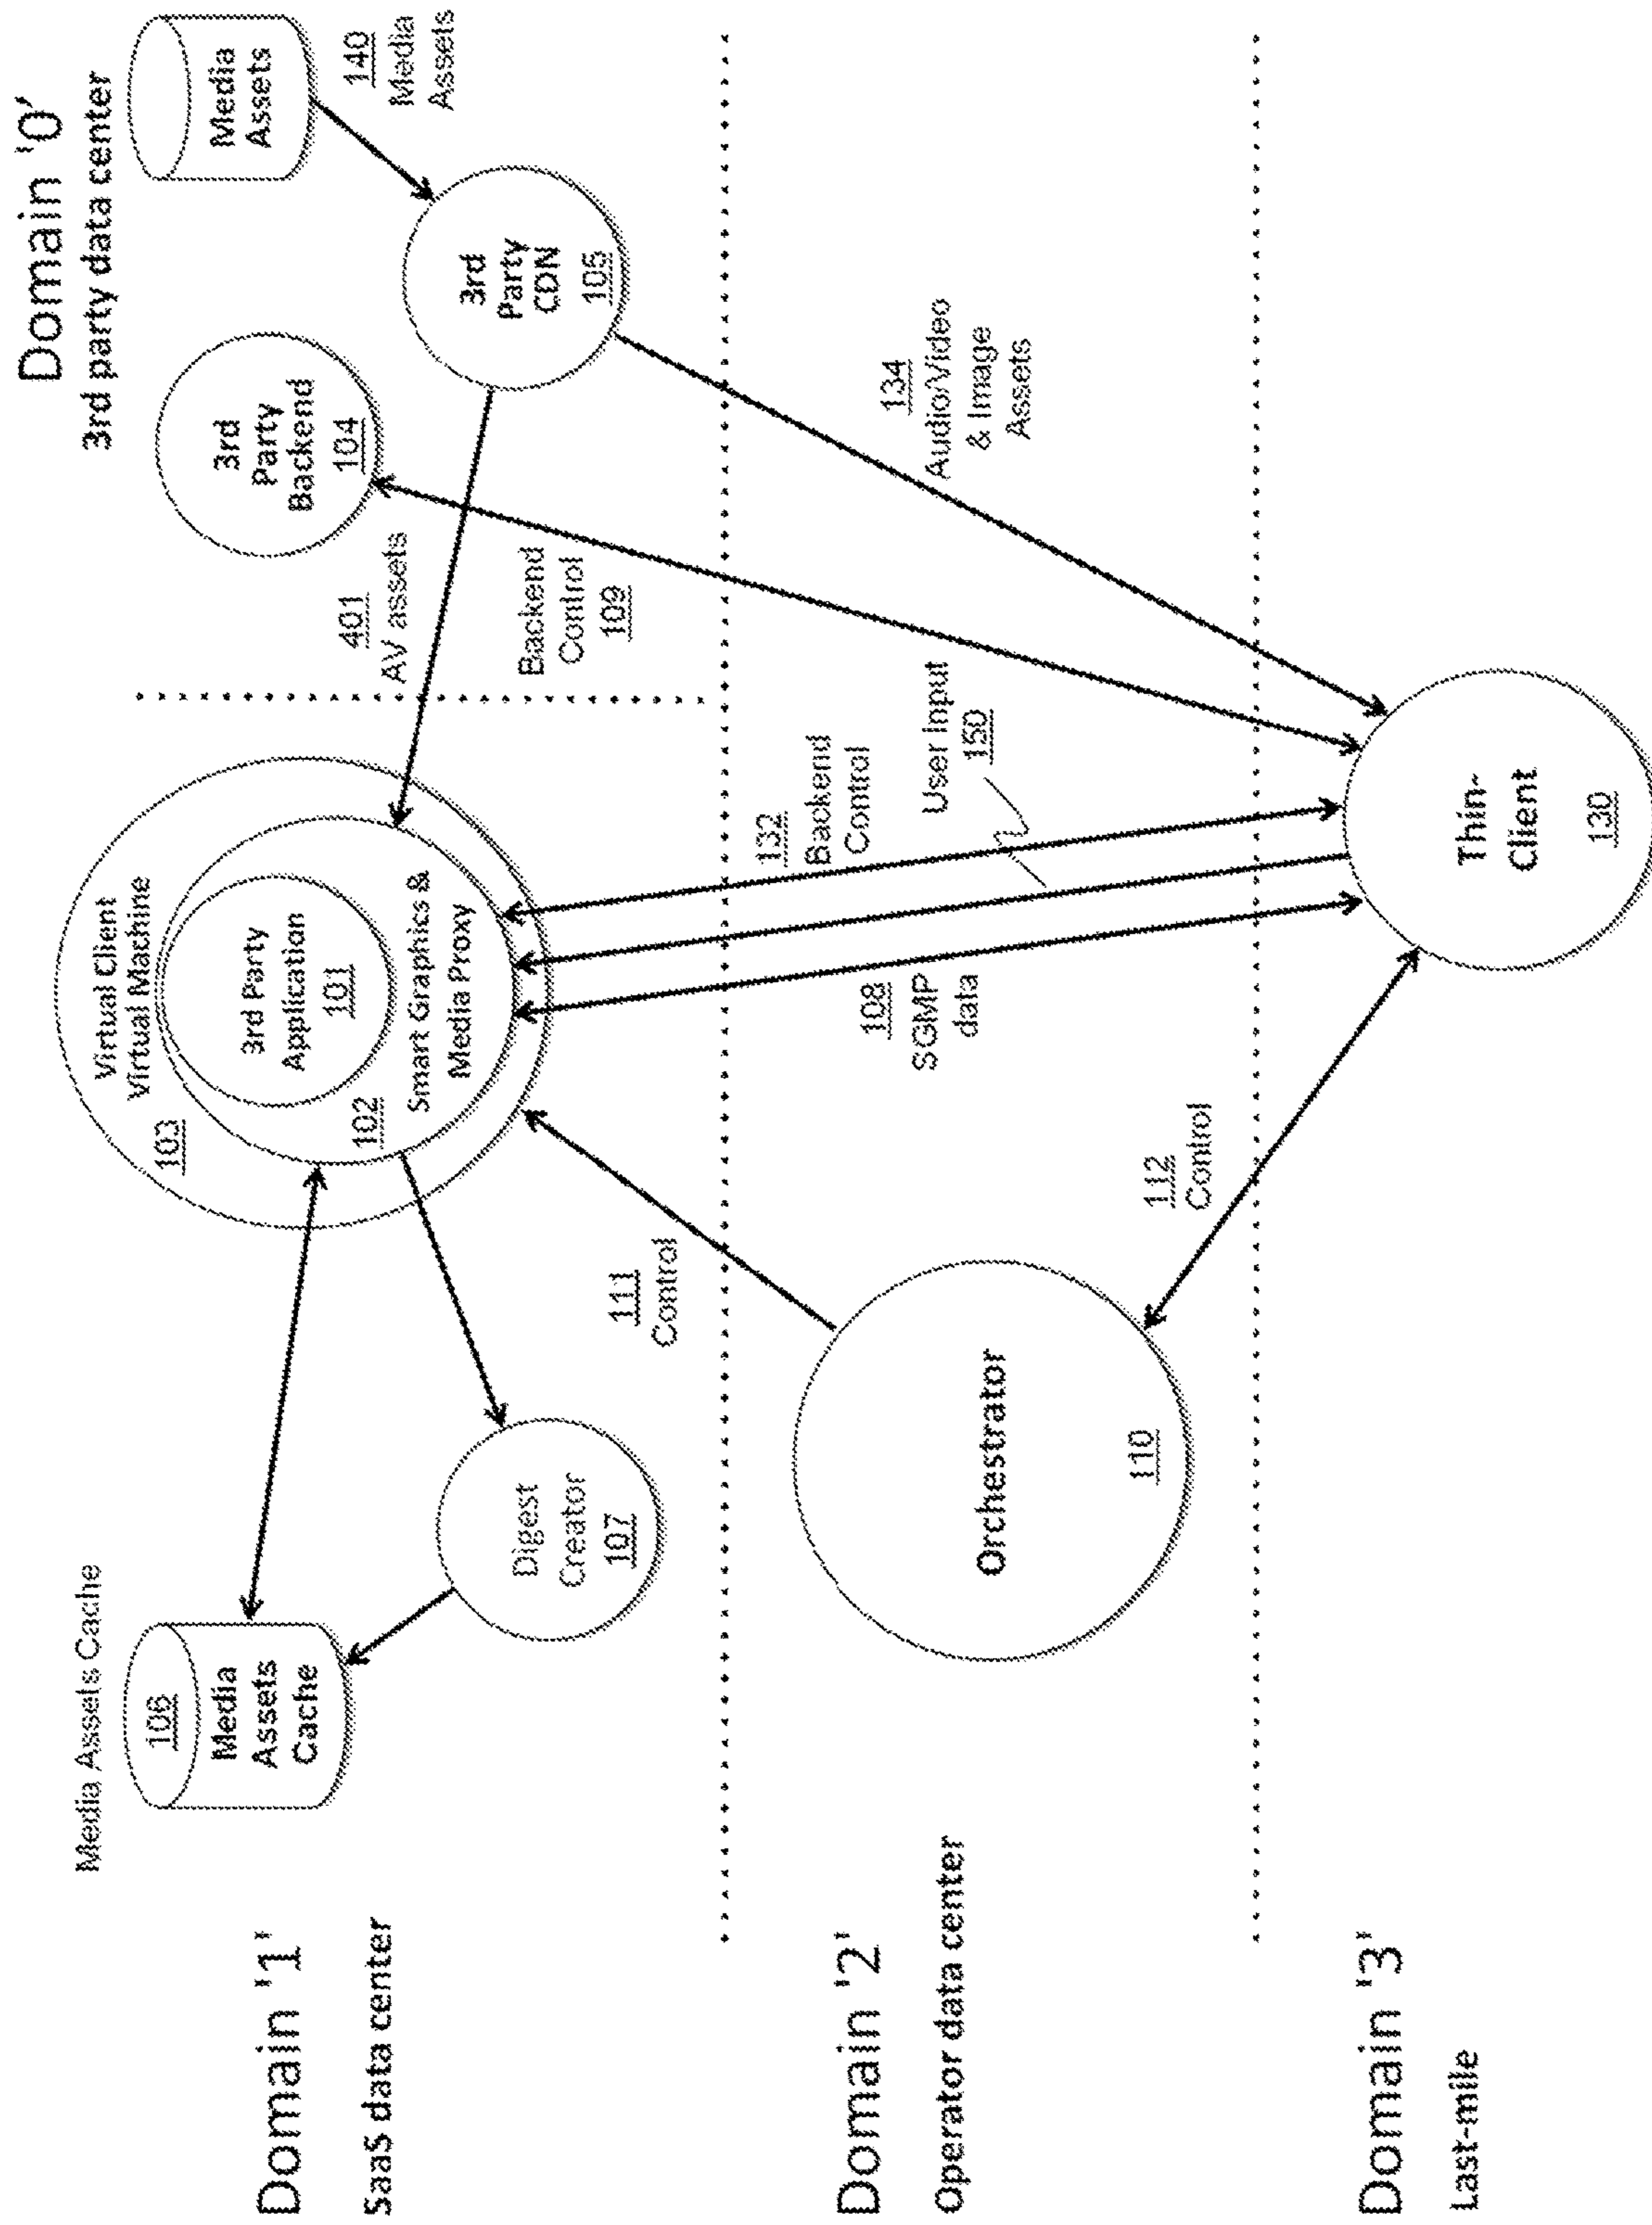 Domain '0'
3rd party data center
Media Assets Cache
106
Media
Assets
Cache
Digest
Creator
107
Virtual Client
Virtual Machine
103
3rd Party
Application
101
102
Smart Graphics &
Media Proxy
3rd
Party
Backend
104
3rd
Party
CDN
105
Media
Assets
140
Media
Assets
401
AV assets
Backend
Control
109
111
Control
Domain '1'
SaaS data center
132
Backend
Control
User Input
150
108
SGMP
data
134
Audio/Video
& Image
Assets
Orchestrator
110
112
Control
Domain '2'
Operator data center
Thin-
Client
130
Domain '3'
Last-mile